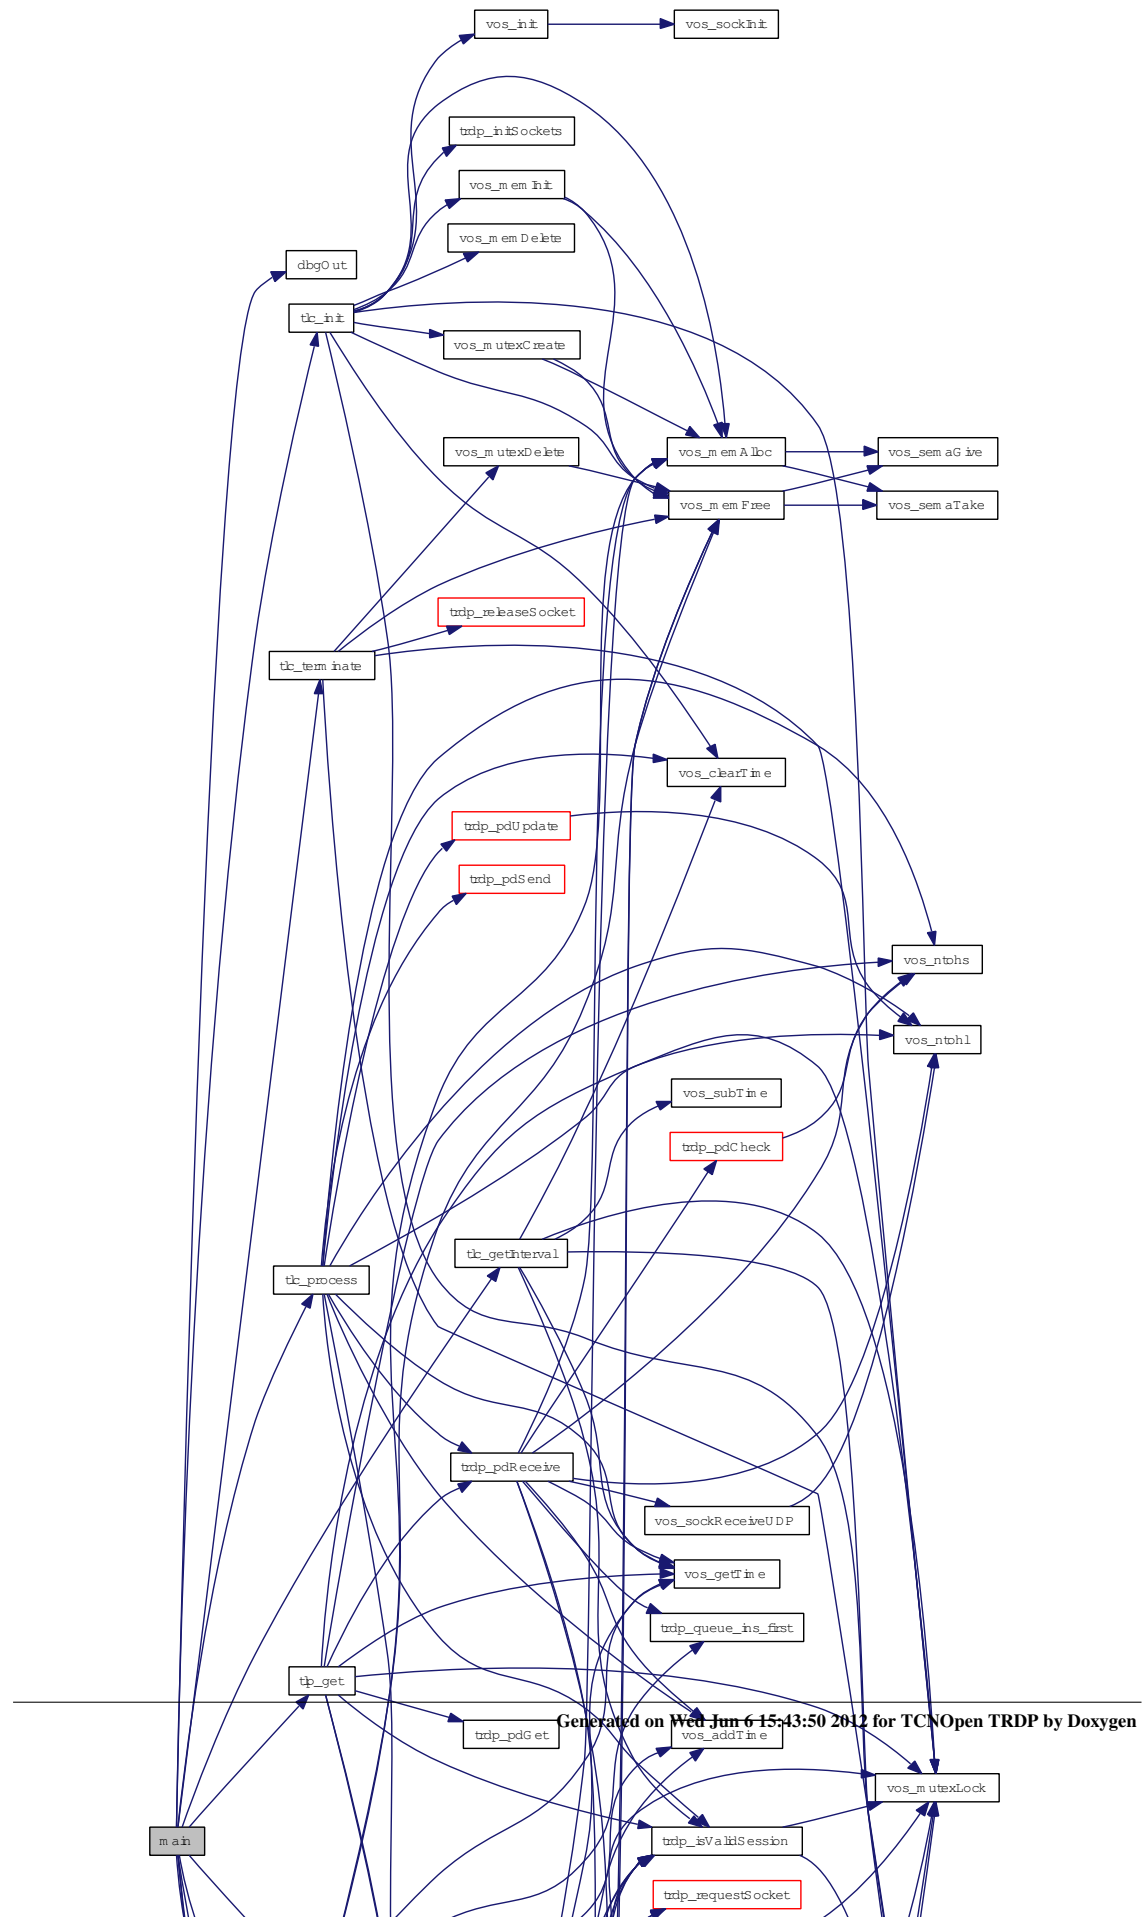 vos_init
vos_sockInit
trdp_initSockets
vos_memInit
vos_memDelete
dbgOut
tlc_init
vos_mutexCreate
vos_mutexDelete
vos_memAlloc
vos_semaGive
vos_memFree
vos_semaTake
trdp_releaseSocket
tlc_terminate
vos_clearTime
trdp_pdUpdate
trdp_pdSend
vos_ntohs
vos_ntohl
vos_subTime
trdp_pdCheck
tlc_getInterval
tlc_process
trdp_pdReceive
vos_sockReceiveUDP
vos_getTime
trdp_queue_ins_first
tlp_get
Generated on Wed Jun 6 15:43:50 2012 for TCNOpen TRDP by Doxygen
trdp_pdGet
vos_addTime
vos_mutexLock
main
trdp_isValidSession
trdp_requestSocket